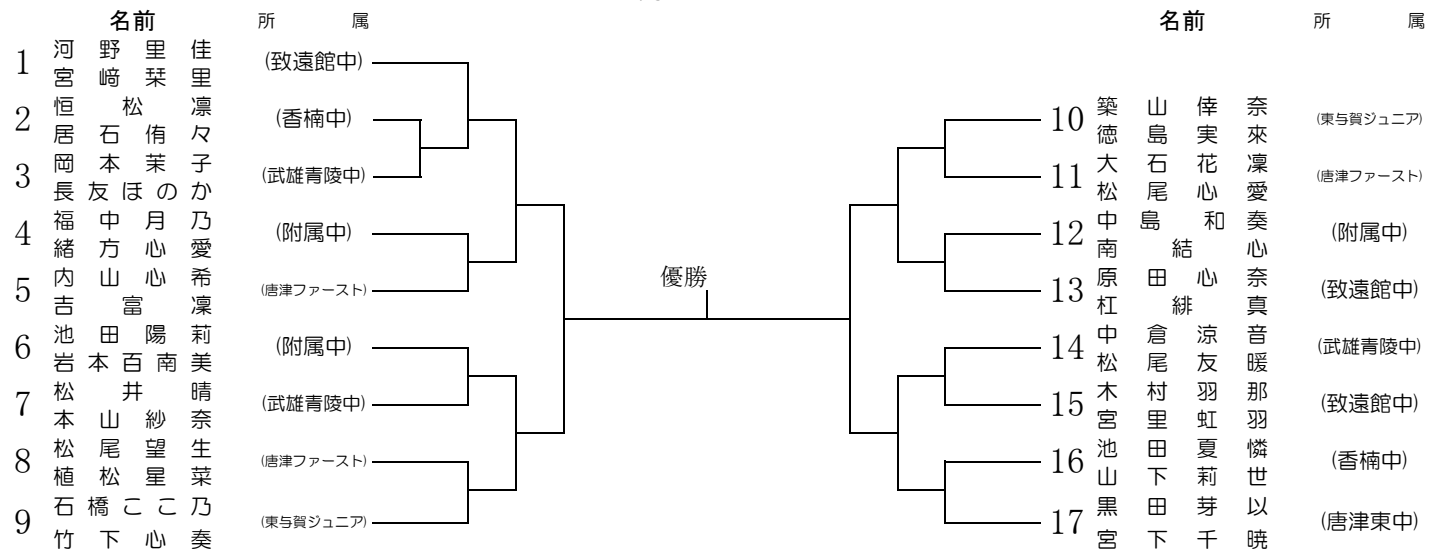 名前 所属
1 河野里佳 (致遠館中)
宮﨑栞里
2 恒松凛 (香楠中)
居石侑々
3 岡本茉子 (武雄青陵中)
長友ほのか
4 福中月乃 (附属中)
緒方心愛
5 内山心希 (唐津ファースト)
吉富凜
6 池田陽莉 (附属中)
岩本百南美
7 松井晴 (武雄青陵中)
本山紗奈
8 松尾望生 (唐津ファースト)
植松星菜
9 石橋ここ乃 (東与賀ジュニア)
竹下心奏
優勝
名前 所属
10 築山倖奈 (東与賀ジュニア)
徳島実來
11 大石花凜 (唐津ファースト)
松尾心愛
12 中島和奏 (附属中)
南結心
13 原田心奈 (致遠館中)
杠緋真
14 中倉涼音 (武雄青陵中)
松尾友暖
15 木村羽那 (致遠館中)
宮里虹羽
16 池田夏憐 (香楠中)
山下莉世
17 黒田芽以 (唐津東中)
宮下千暁